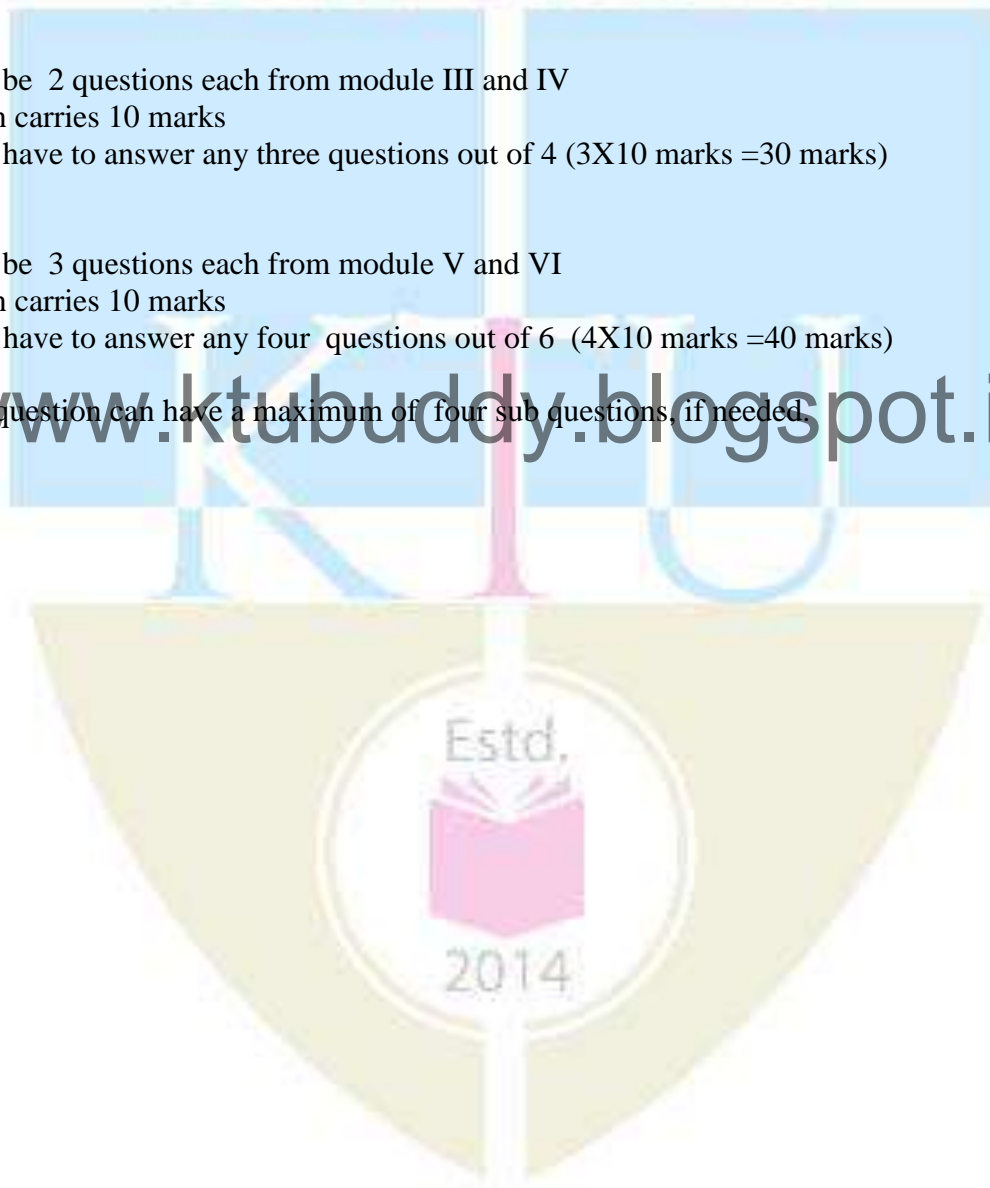 be 2 questions each from module III and IV
carries 10 marks
have to answer any three questions out of 4 (3X10 marks =30 marks)
be 3 questions each from module V and VI
carries 10 marks
have to answer any four questions out of 6 (4X10 marks =40 marks)
question can have a maximum of four sub questions, if needed.
www.ktubuddy.blogspot.i
KTU
Estd.
2014